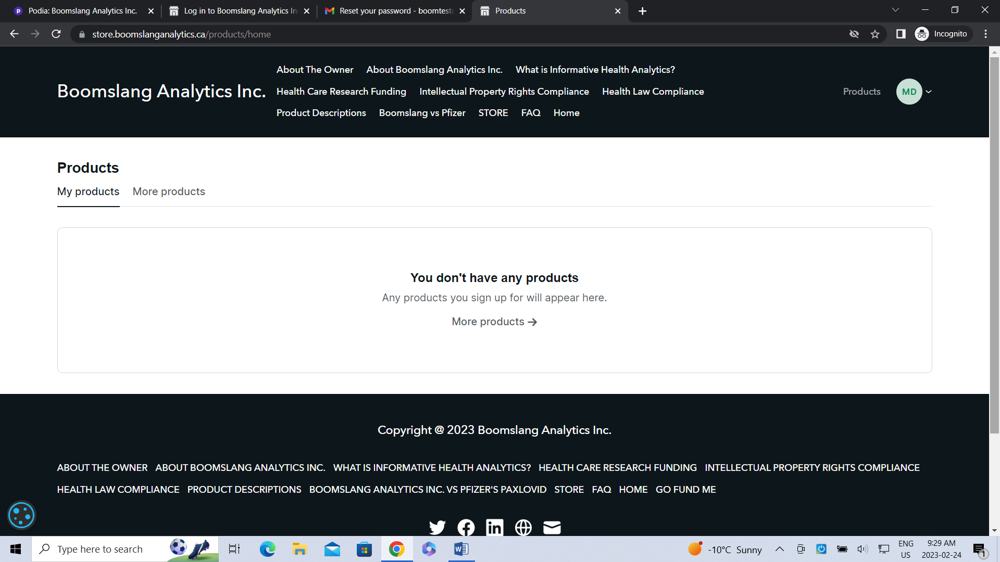 Podia: Boomslang Analytics Inc.
Log in to Boomslang Analytics In
Reset your password - boomtesti
Products
store.boomslanganalytics.ca/products/home
Incognito
Boomslang Analytics Inc.
About The Owner About Boomslang Analytics Inc. What is Informative Health Analytics?
Health Care Research Funding Intellectual Property Rights Compliance Health Law Compliance
Product Descriptions Boomslang vs Pfizer STORE FAQ Home
Products
MD
Products
My products More products
You don't have any products
Any products you sign up for will appear here.
More products →
Copyright @ 2023 Boomslang Analytics Inc.
ABOUT THE OWNER ABOUT BOOMSLANG ANALYTICS INC. WHAT IS INFORMATIVE HEALTH ANALYTICS? HEALTH CARE RESEARCH FUNDING INTELLECTUAL PROPERTY RIGHTS COMPLIANCE
HEALTH LAW COMPLIANCE PRODUCT DESCRIPTIONS BOOMSLANG ANALYTICS INC. VS PFIZER'S PAXLOVID STORE FAQ HOME GO FUND ME
Type here to search
-10°C Sunny
ENG
US
9:29 AM
2023-02-24
1